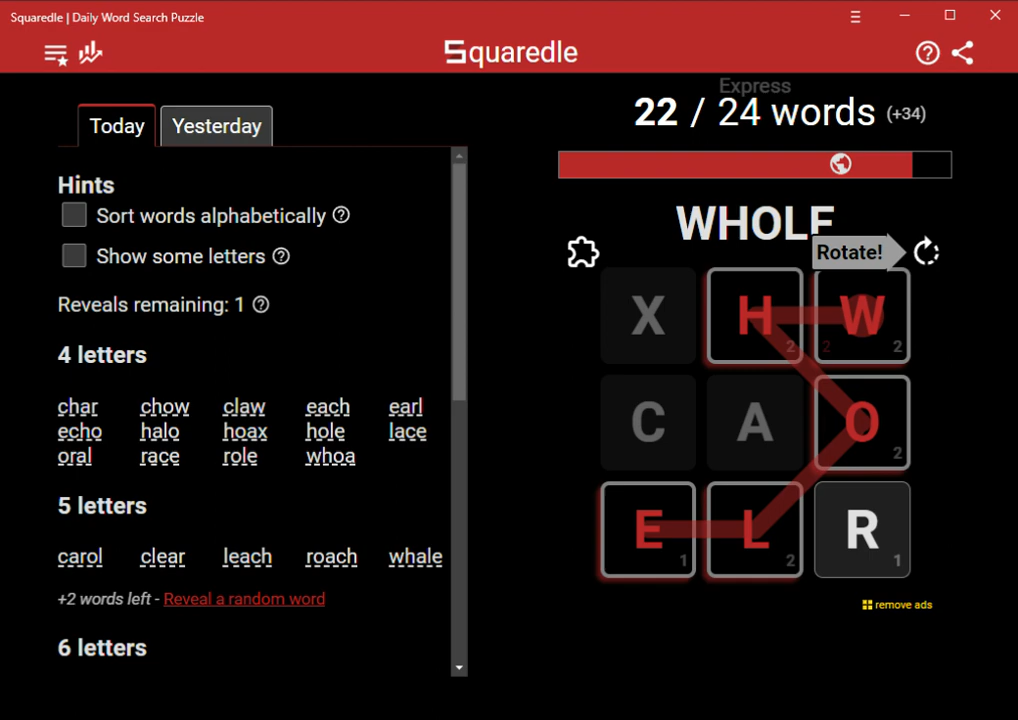 Squaredle | Daily Word Search Puzzle
Squaredle
Today
Yesterday
Hints
Sort words alphabetically
Show some letters
Reveals remaining: 1
4 letters
char chow claw each earl
echo halo hoax hole lace
oral race role whoa
5 letters
carol clear leach roach whale
+2 words left - Reveal a random word
6 letters
Express
22 / 24 words (+34)
WHOLE
Rotate!
X H 2 W 2 2
C A O 2
E 1 L 2 R 1
remove ads